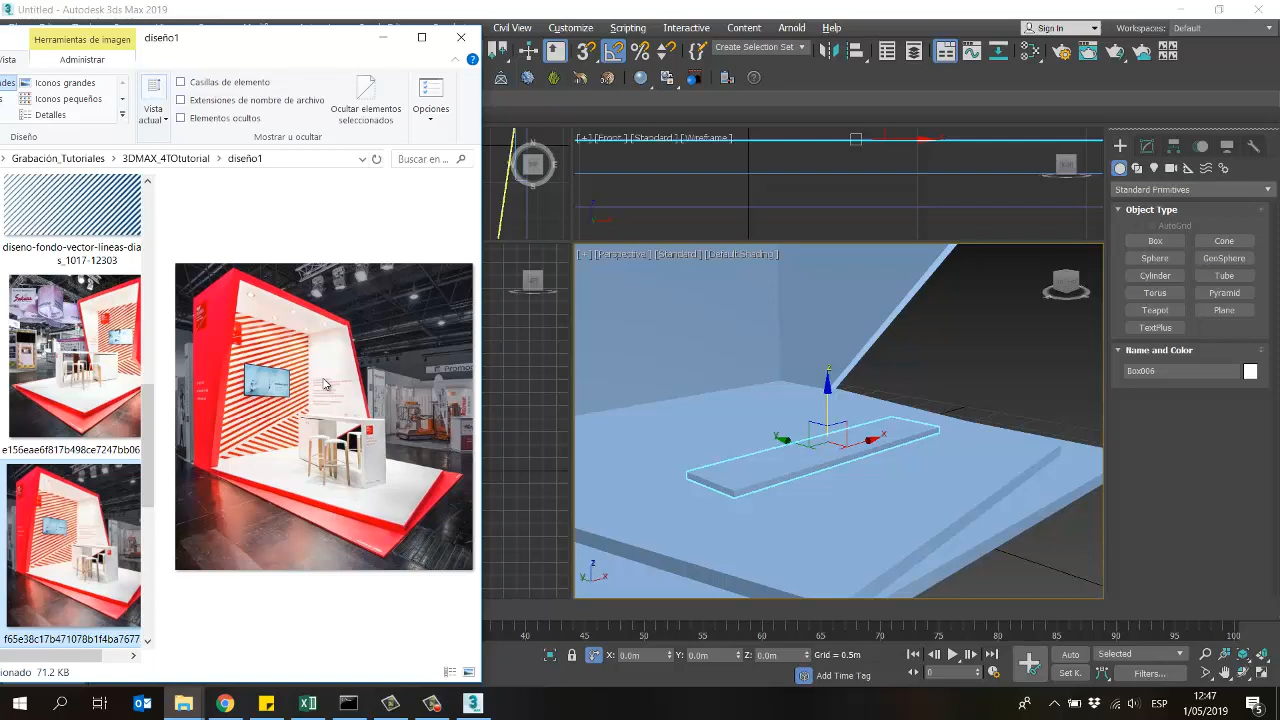 Untitled - Autodesk 3ds Max 2019
Civil View
Customize
Scripting
Interactive
Content
Arnold
Help
Sign In
Workspaces: Default
Create Selection Set
Herramientas de imagen
diseño1
Vista
Administrar
Iconos grandes
Iconos pequeños
Detalles
Diseño
Vista actual
Casillas de elemento
Extensiones de nombre de archivo
Elementos ocultos
Ocultar elementos seleccionados
Opciones
Mostrar u ocultar
Grabación_Tutoriales > 3DMAX_4TOtutorial > diseño1
Buscar en ...
diseno-fondo-vector-lineas-dia
s_1017-12303
e156eae6f817b498ce7247bb06
f65e38c17b471078b1f4ba7677
ionado 71.2 KB
[+] [Front] [Standard] [Wireframe]
[+] [Perspective] [Standard] [Default Shading]
Standard Primitives
Object Type
AutoGrid
Box
Cone
Sphere
GeoSphere
Cylinder
Tube
Torus
Pyramid
Teapot
Plane
TextPlus
Name and Color
Box006
40 45 50 55 60 65 70 75 80 85 90 95 100
X: 0.0m
Y: 0.0m
Z: 0.0m
Grid = 0.5m
Add Time Tag
0
Auto
Selected
Set K.
Filters...
ESP
12:47
1/05/2019